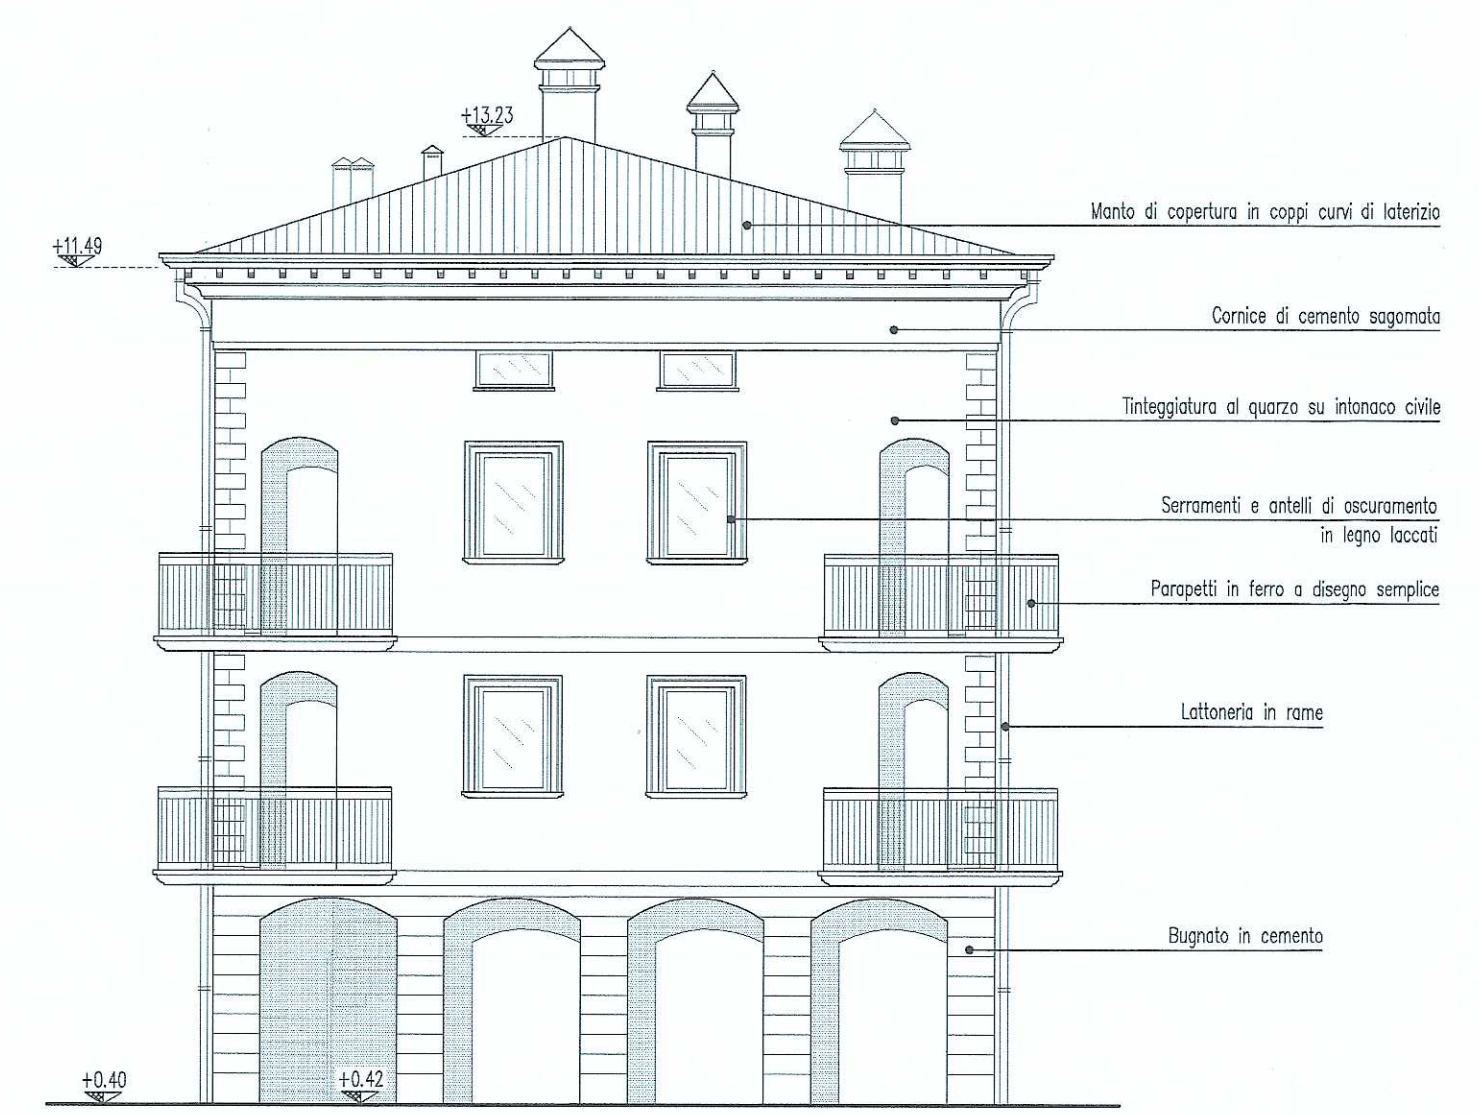 +13.23
Manto di copertura in coppi curvi di laterizio
+11.49
Cornice di cemento sagomata
Tinteggiatura al quarzo su intonaco civile
Serramenti e antelli di oscuramento
in legno laccati
Parapetti in ferro a disegno semplice
Lattoneria in rame
Bugnato in cemento
+0.40
+0.42